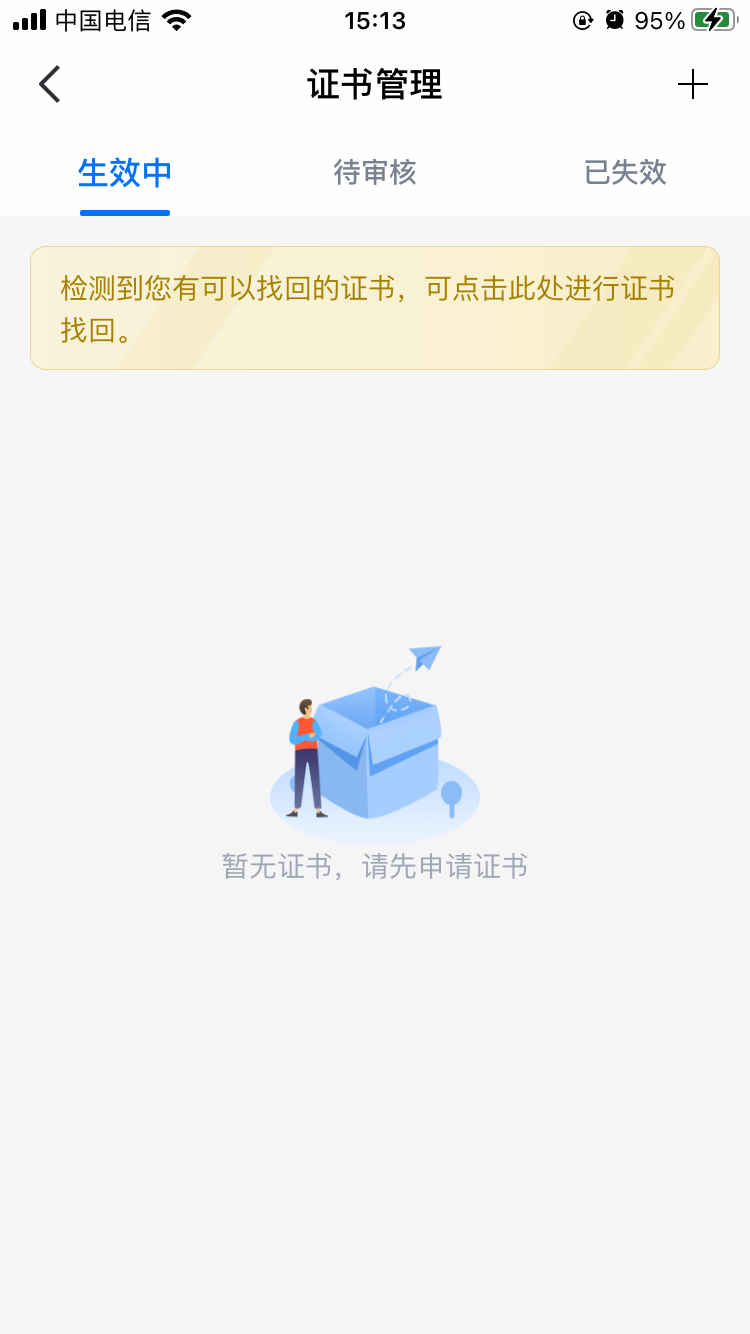 中国电信
15:13
95%
证书管理
生效中
待审核
已失效
检测到您有可以找回的证书，可点击此处进行证书
找回。
暂无证书，请先申请证书